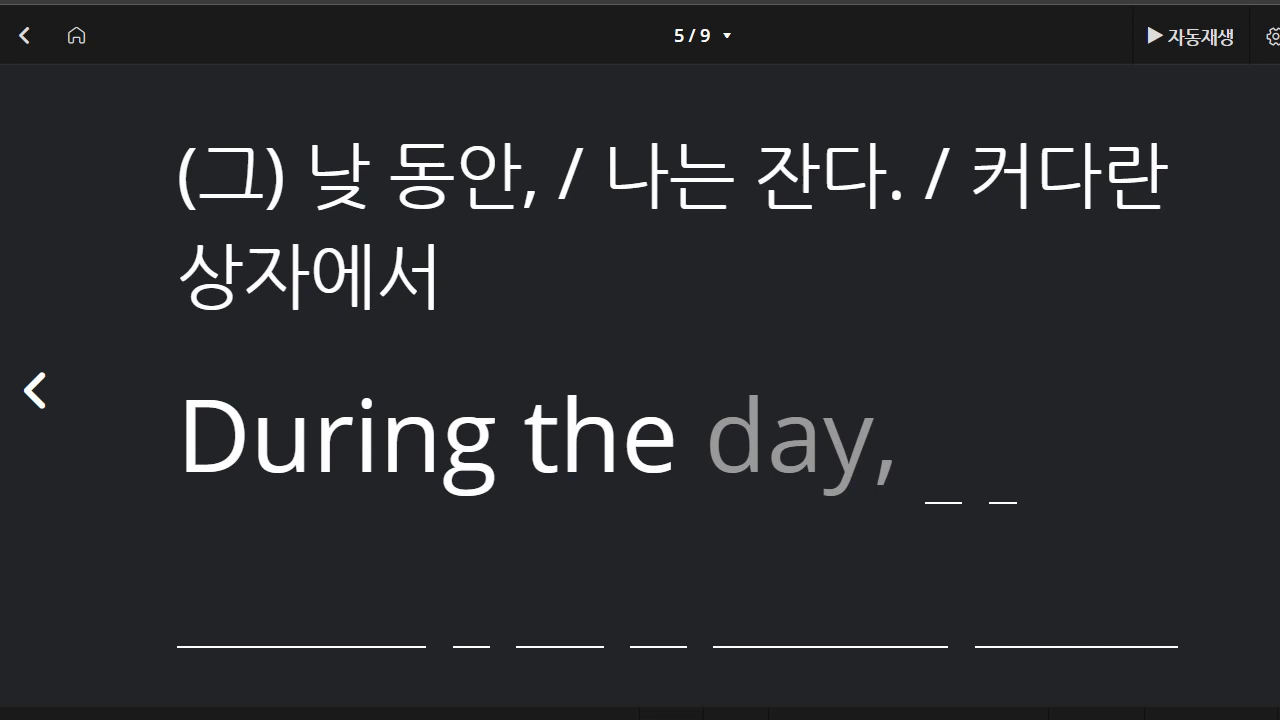 5 / 9
▶ 자동재생
(그) 낮 동안, / 나는 잔다. / 커다란
상자에서
During the day, _ _